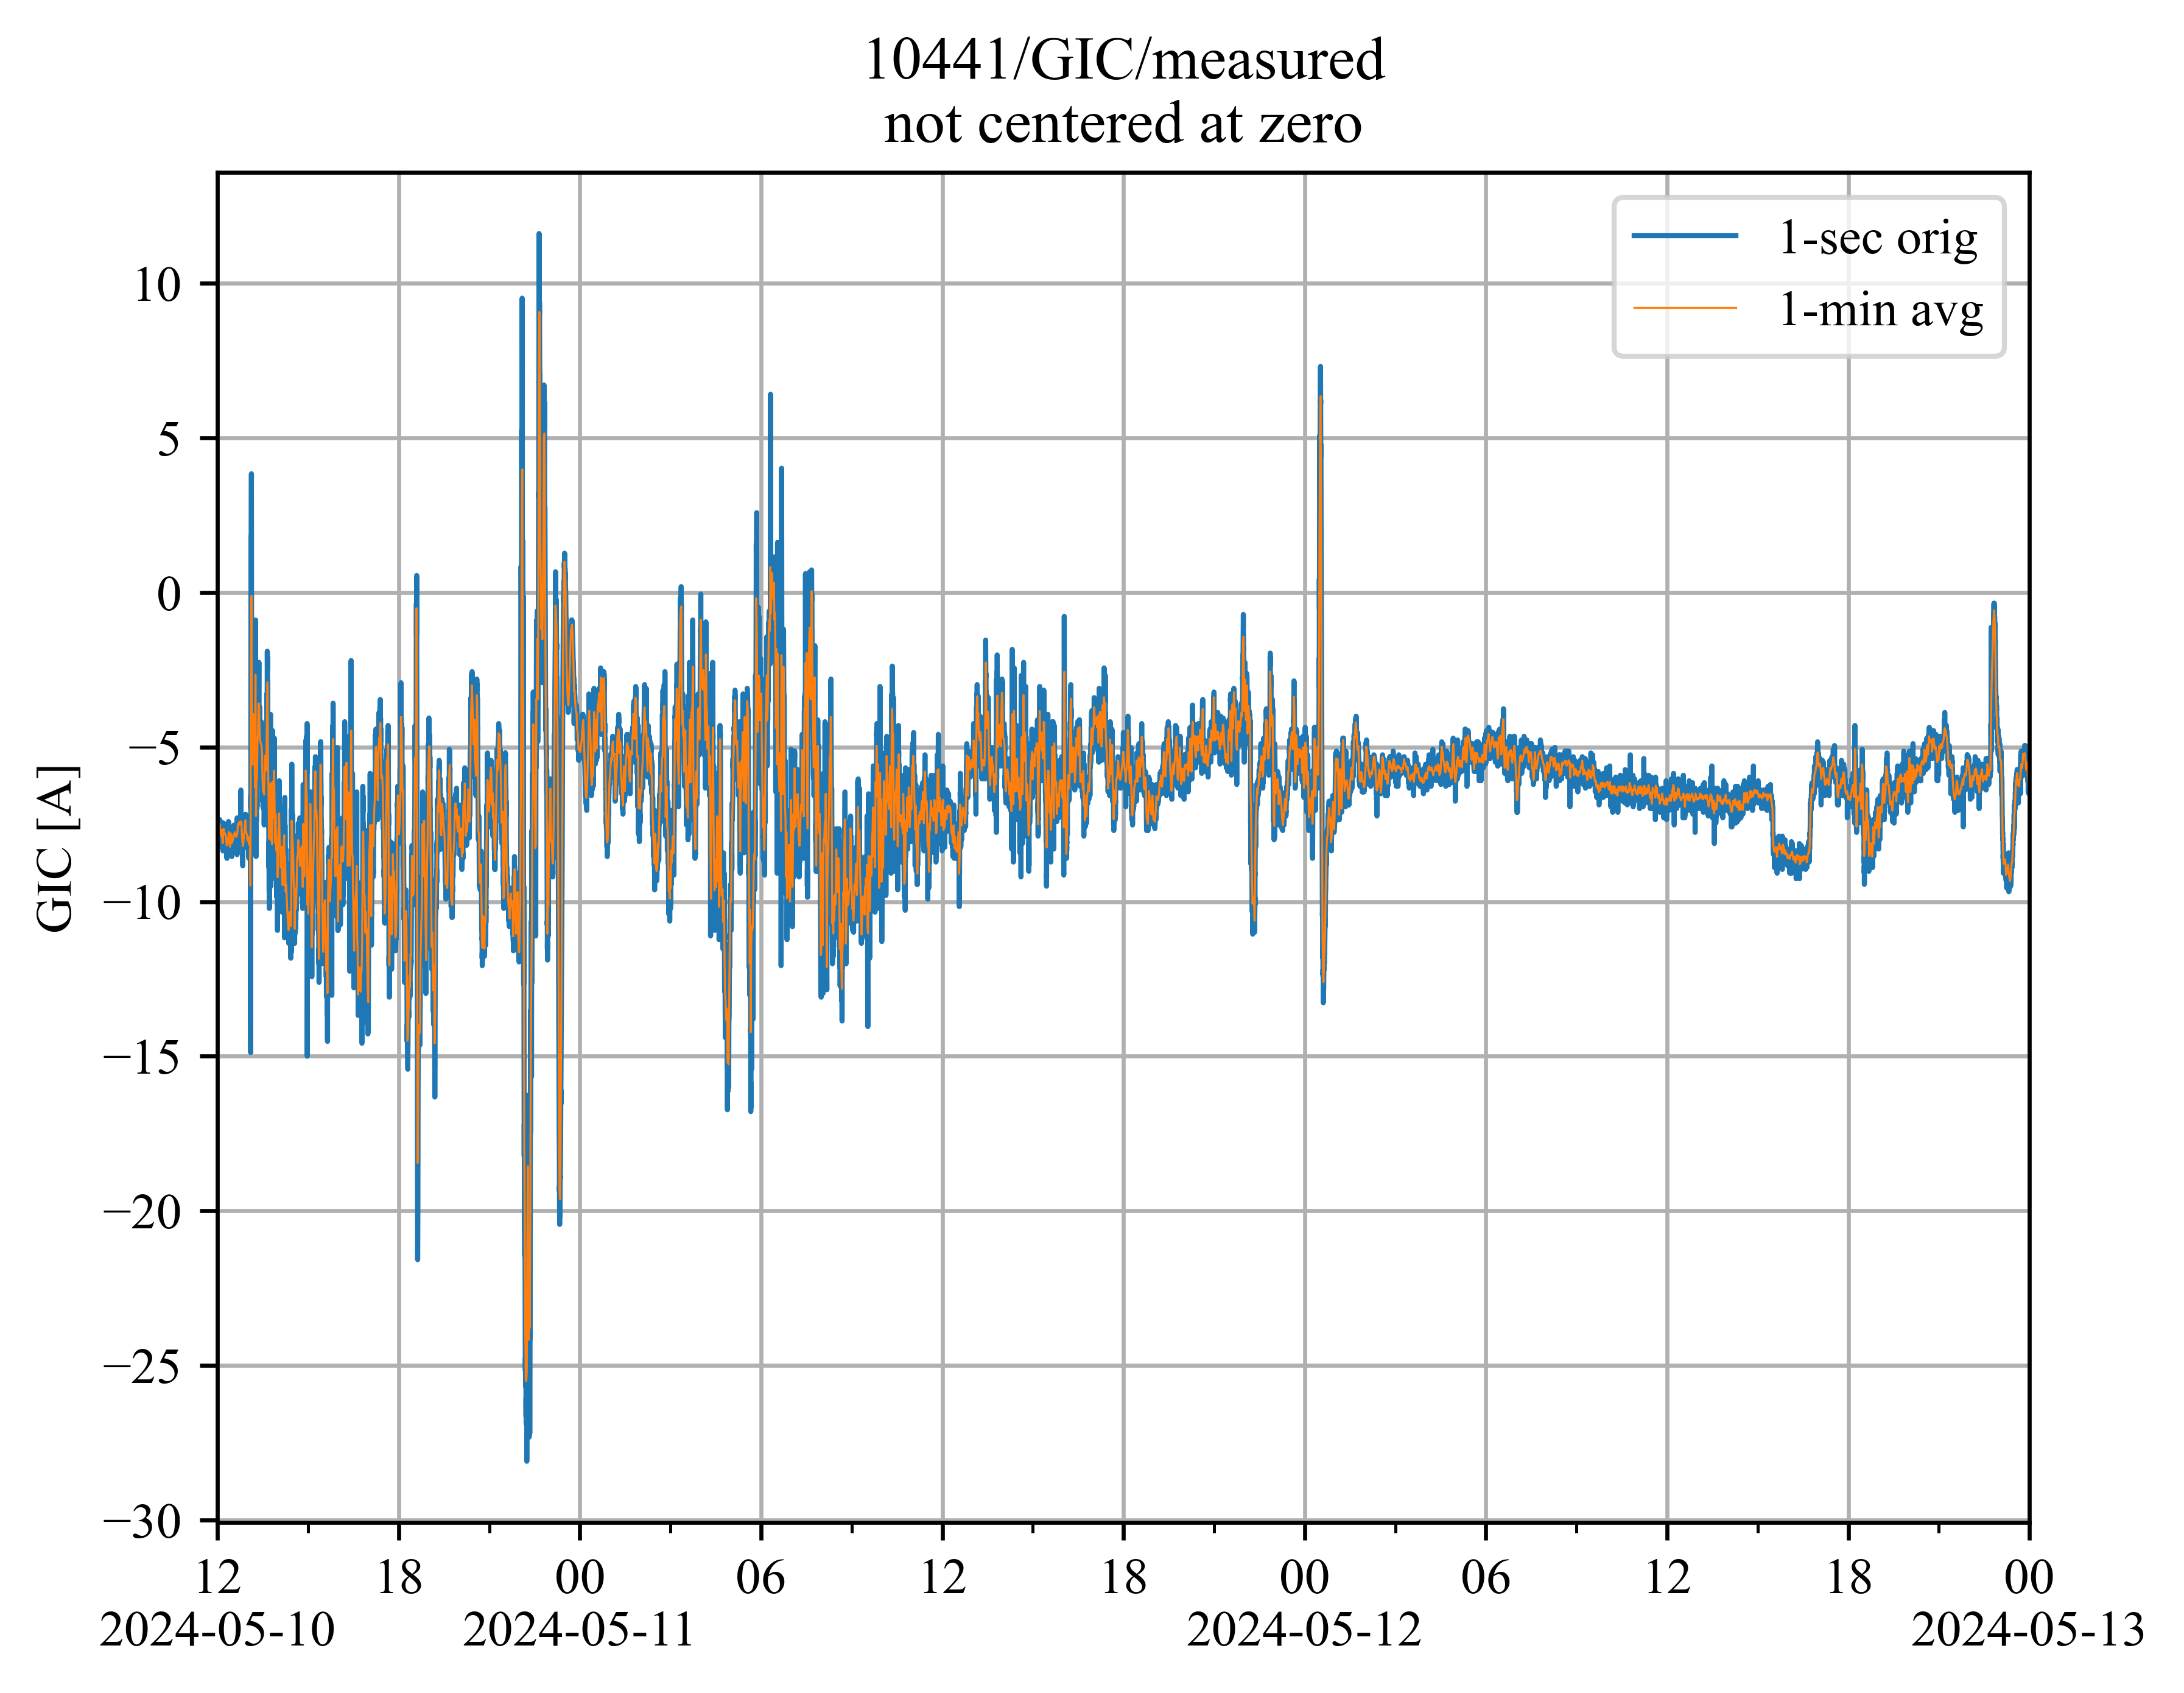 10441/GIC/measured
not centered at zero
1-sec orig
1-min avg
GIC [A]
10
5
0
−5
−10
−15
−20
−25
−30
12 18 00 06 12 18 00 06 12 18 00
2024-05-10 2024-05-11 2024-05-12 2024-05-13